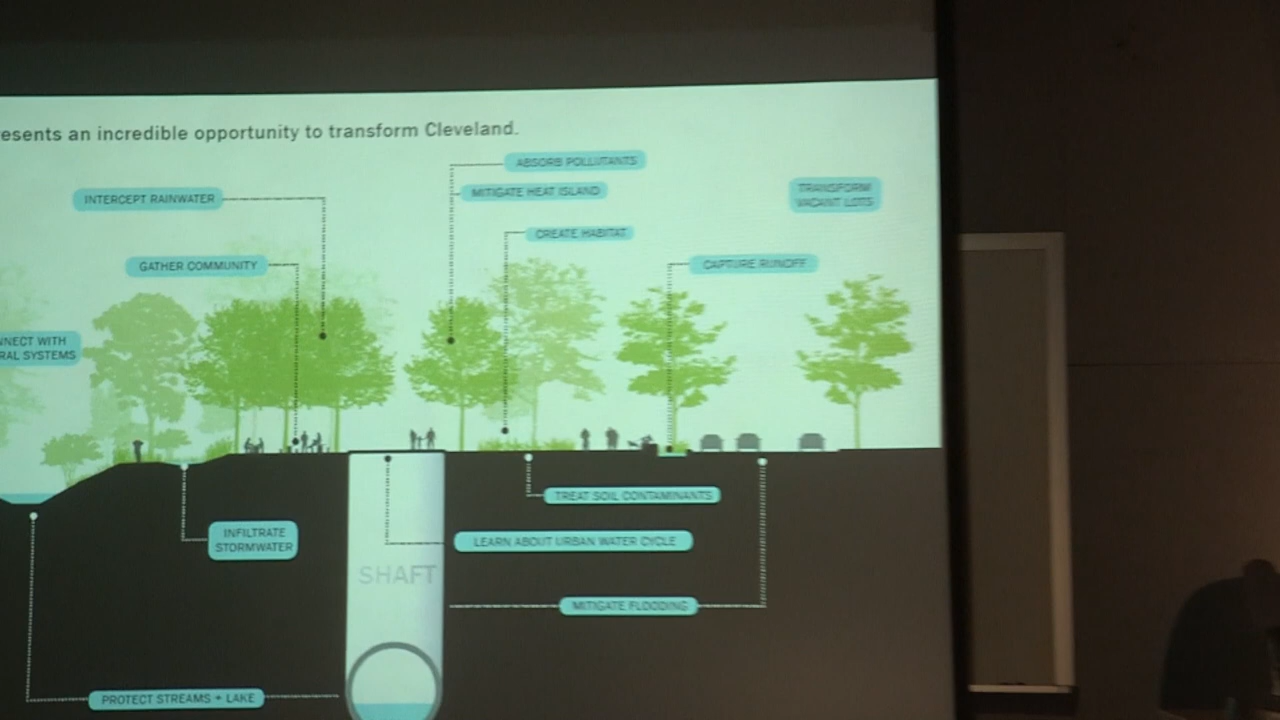 esents an incredible opportunity to transform Cleveland.
ABSORB POLLUTANTS
MITIGATE HEAT ISLAND
INTERCEPT RAINWATER
TRANSFORM
VACANT LOTS
CREATE HABITAT
GATHER COMMUNITY
CAPTURE RUNOFF
NNECT WITH
RAL SYSTEMS
TREAT SOIL CONTAMINANTS
INFILTRATE
STORMWATER
LEARN ABOUT URBAN WATER CYCLE
SHAFT
MITIGATE FLOODING
PROTECT STREAMS + LAKE